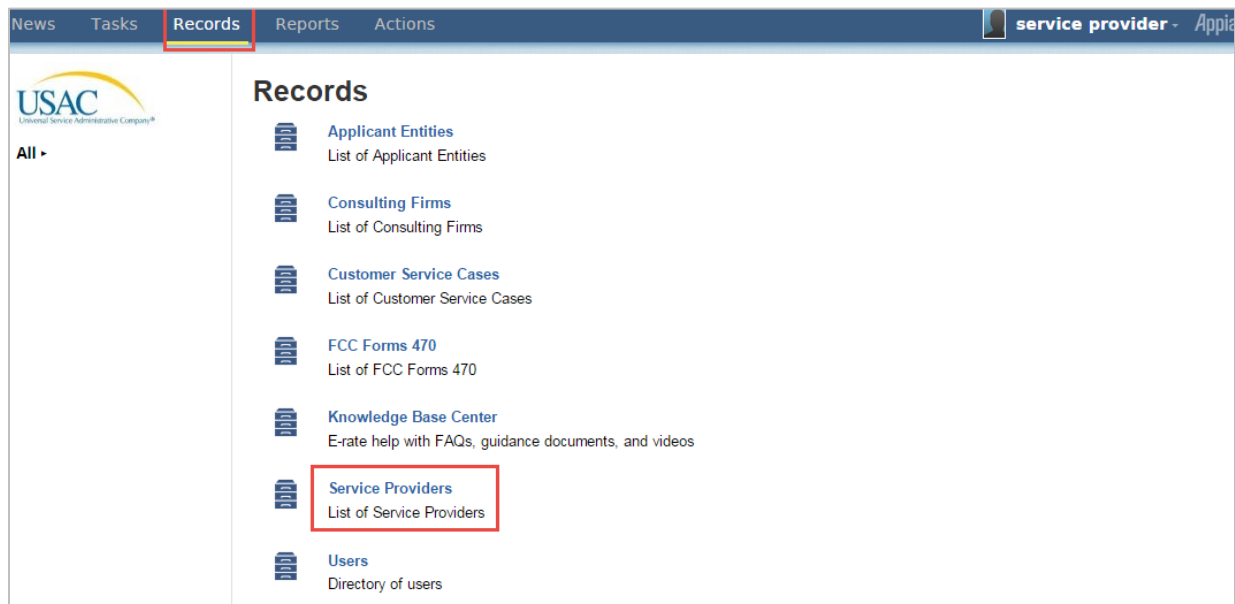 News Tasks Records Reports Actions service provider Appia
USAC
Universal Service Administrative Company®
All
Records
Applicant Entities
List of Applicant Entities
Consulting Firms
List of Consulting Firms
Customer Service Cases
List of Customer Service Cases
FCC Forms 470
List of FCC Forms 470
Knowledge Base Center
E-rate help with FAQs, guidance documents, and videos
Service Providers
List of Service Providers
Users
Directory of users